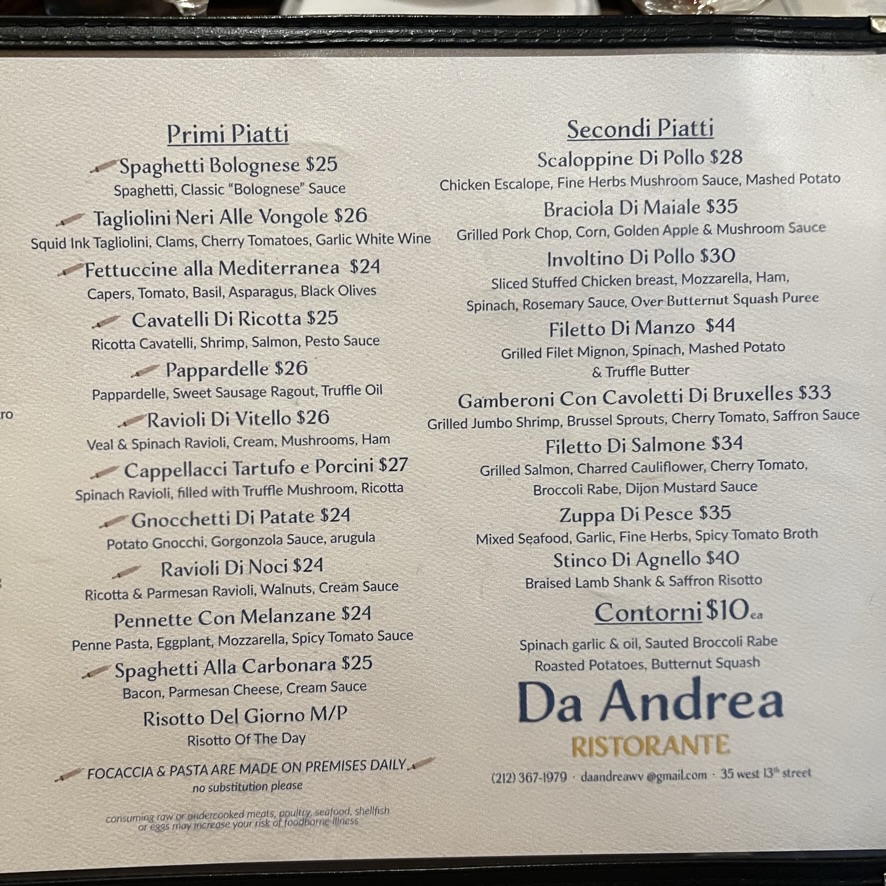 ro
Primi Piatti
Spaghetti Bolognese $25
Spaghetti, Classic "Bolognese" Sauce
Tagliolini Neri Alle Vongole $26
Squid Ink Tagliolini, Clams, Cherry Tomatoes, Garlic White Wine
Fettuccine alla Mediterranea $24
Capers, Tomato, Basil, Asparagus, Black Olives
Cavatelli Di Ricotta $25
Ricotta Cavatelli, Shrimp, Salmon, Pesto Sauce
Pappardelle $26
Pappardelle, Sweet Sausage Ragout, Truffle Oil
Ravioli Di Vitello $26
Veal & Spinach Ravioli, Cream, Mushrooms, Ham
Cappellacci Tartufo e Porcini $27
Spinach Ravioli, filled with Truffle Mushroom, Ricotta
Gnocchetti Di Patate $24
Potato Gnocchi, Gorgonzola Sauce, arugula
Ravioli Di Noci $24
Ricotta & Parmesan Ravioli, Walnuts, Cream Sauce
Pennette Con Melanzane $24
Penne Pasta, Eggplant, Mozzarella, Spicy Tomato Sauce
Spaghetti Alla Carbonara $25
Bacon, Parmesan Cheese, Cream Sauce
Risotto Del Giorno M/P
Risotto Of The Day
FOCACCIA & PASTA ARE MADE ON PREMISES DAILY
no substitution please
consuming raw or undercooked meats, poultry, seafood, shellfish
or eggs may increase your risk of foodborne illness
Secondi Piatti
Scaloppine Di Pollo $28
Chicken Escalope, Fine Herbs Mushroom Sauce, Mashed Potato
Braciola Di Maiale $35
Grilled Pork Chop, Corn, Golden Apple & Mushroom Sauce
Involtino Di Pollo $30
Sliced Stuffed Chicken breast, Mozzarella, Ham,
Spinach, Rosemary Sauce, Over Butternut Squash Puree
Filetto Di Manzo $44
Grilled Filet Mignon, Spinach, Mashed Potato
& Truffle Butter
Gamberoni Con Cavoletti Di Bruxelles $33
Grilled Jumbo Shrimp, Brussel Sprouts, Cherry Tomato, Saffron Sauce
Filetto Di Salmone $34
Grilled Salmon, Charred Cauliflower, Cherry Tomato,
Broccoli Rabe, Dijon Mustard Sauce
Zuppa Di Pesce $35
Mixed Seafood, Garlic, Fine Herbs, Spicy Tomato Broth
Stinco Di Agnello $40
Braised Lamb Shank & Saffron Risotto
Contorni $10 ea
Spinach garlic & oil, Sauted Broccoli Rabe
Roasted Potatoes, Butternut Squash
Da Andrea
RISTORANTE
(212) 367-1979 · daandreawv @gmail.com · 35 west 13th street